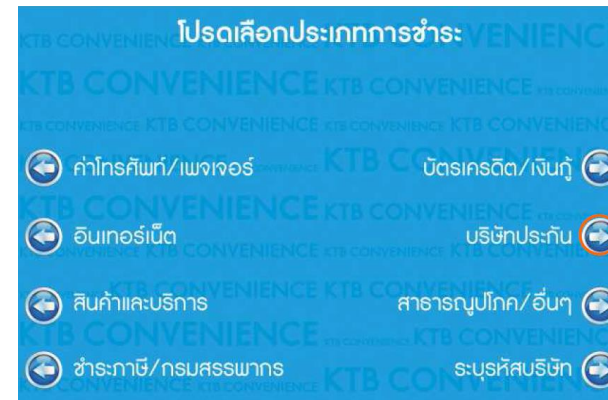 โปรดเลือกประเภทการชำระ
ค่าโทรศัพท์/เพจเจอร์
บัตรเครดิต/เงินกู้
อินเทอร์เน็ต
บริษัทประกัน
สินค้าและบริการ
สาธารณูปโภค/อื่นๆ
ชำระภาษี/กรมสรรพากร
ระบุรหัสบริษัท
KTB CONVENIENCE